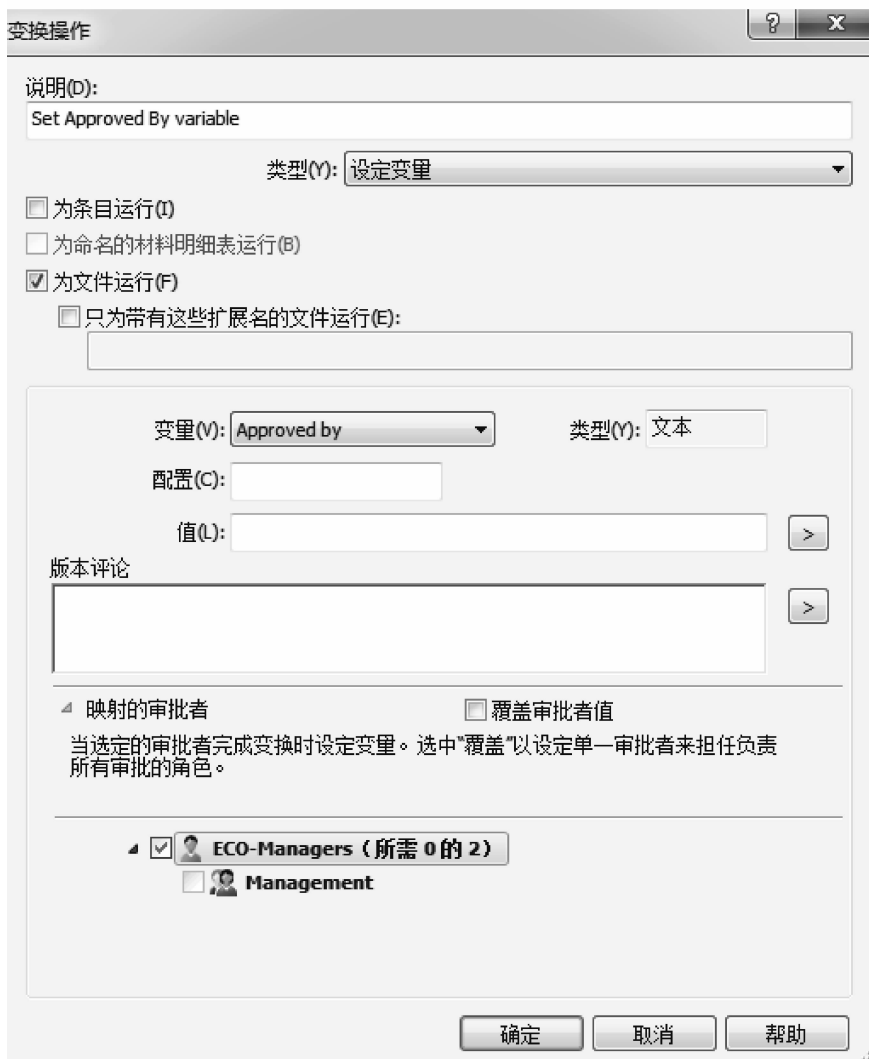 变换操作
说明(D):
Set Approved By variable
类型(Y): 设定变量
为条目运行(I)
为命名的材料明细表运行(B)
为文件运行(F)
只为带有这些扩展名的文件运行(E):
变量(V): Approved by 类型(Y): 文本
配置(C):
值(L): >
版本评论
>
映射的审批者 覆盖审批者值
当选定的审批者完成变换时设定变量。选中"覆盖"以设定单一审批者来担任负责
所有审批的角色。
ECO-Managers (所需 0 的 2)
Management
确定 取消 帮助